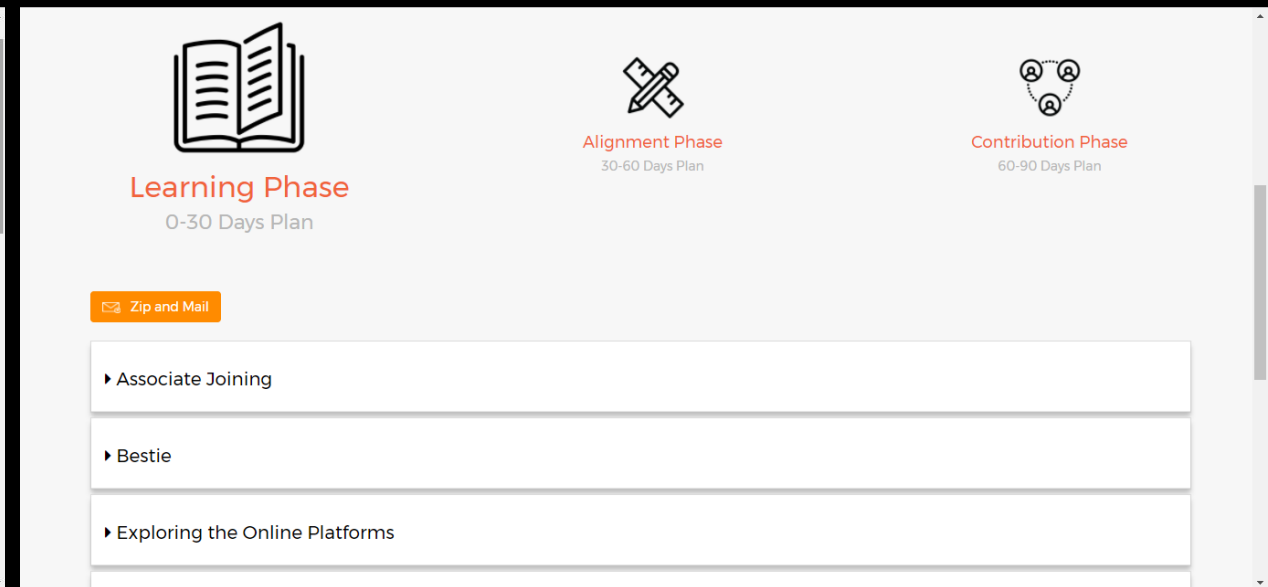 Learning Phase
0-30 Days Plan
Alignment Phase
30-60 Days Plan
Contribution Phase
60-90 Days Plan
Zip and Mail
Associate Joining
Bestie
Exploring the Online Platforms